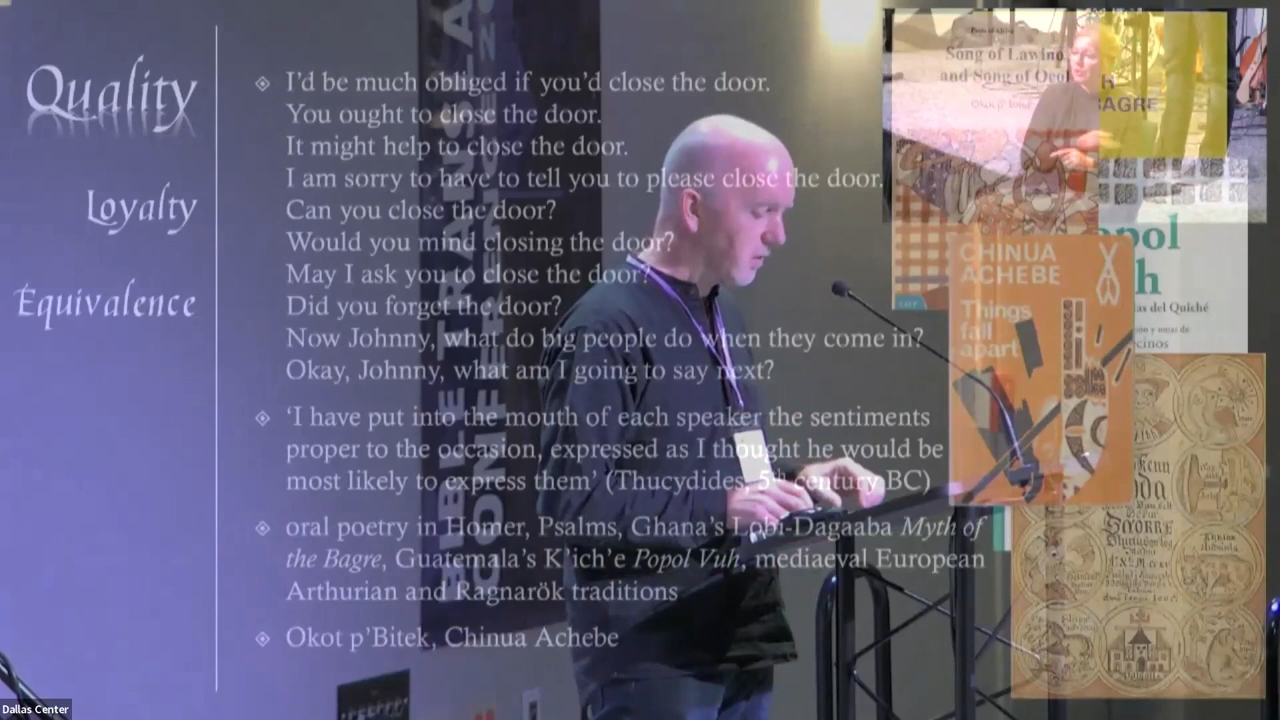 Quality
Loyalty
Equivalence
I’d be much obliged if you’d close the door.
You ought to close the door.
It might help to close the door.
I am sorry to have to tell you to please close the door.
Can you close the door?
Would you mind closing the door?
May I ask you to close the door?
Did you forget the door?
Now Johnny, what do big people do when they come in?
Okay, Johnny, what am I going to say next?
‘I have put into the mouth of each speaker the sentiments
proper to the occasion, expressed as I thought he would be
most likely to express them’ (Thucydides, 5th century BC)
oral poetry in Homer, Psalms, Ghana’s Lobi-Dagaaba Myth of
the Bagre, Guatemala’s K’ich’e Popol Vuh, mediaeval European
Arthurian and Ragnarök traditions
Okot p’Bitek, Chinua Achebe
Song of Lawino
and Song of Ocol
BAGRE
CHINUA
ACHEBE
Things
fall
apart
del Quiché
Dallas Center